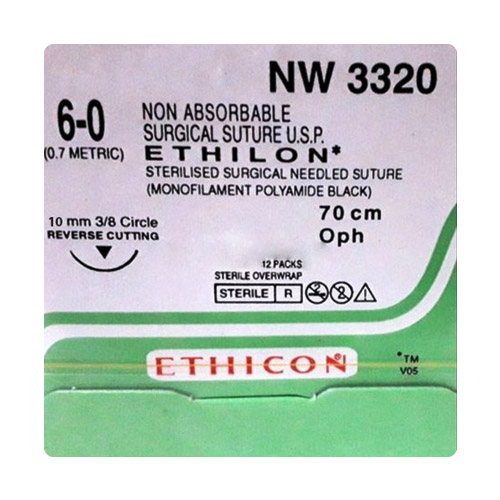 NW 3320
6-0
(0.7 METRIC)
NON ABSORBABLE
SURGICAL SUTURE U.S.P.
ETHILON*
STERILISED SURGICAL NEEDLED SUTURE
(MONOFILAMENT POLYAMIDE BLACK)
10 mm 3/8 Circle
REVERSE CUTTING
70 cm
Oph
12 PACKS
STERILE OVERWRAP
STERILE R
ETHICON
*TM
V05